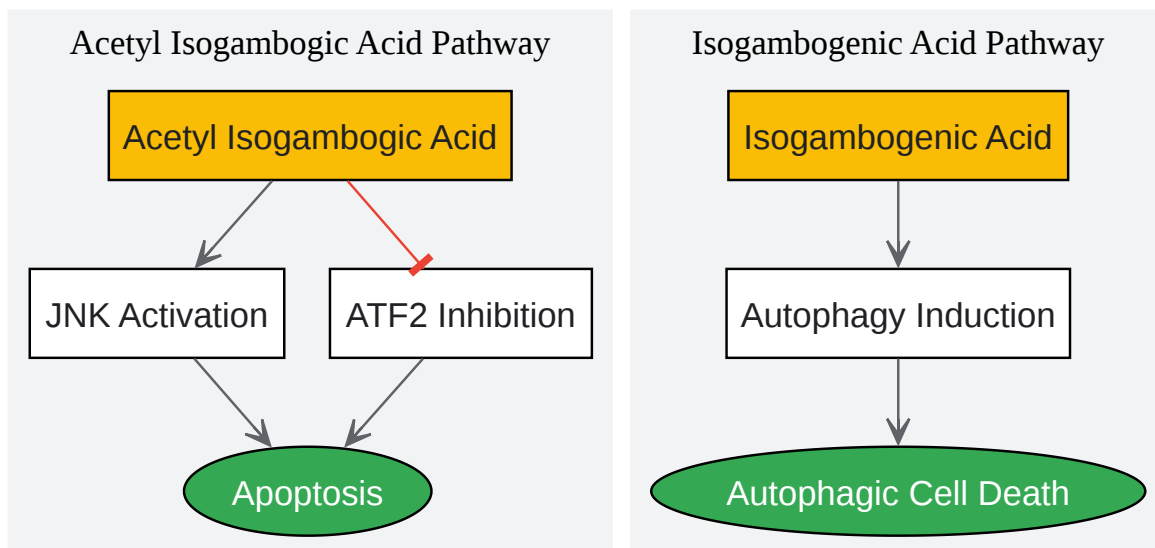 Acetyl Isogambogic Acid Pathway
Acetyl Isogambogic Acid
JNK Activation
ATF2 Inhibition
Apoptosis
Isogambogenic Acid Pathway
Isogambogenic Acid
Autophagy Induction
Autophagic Cell Death